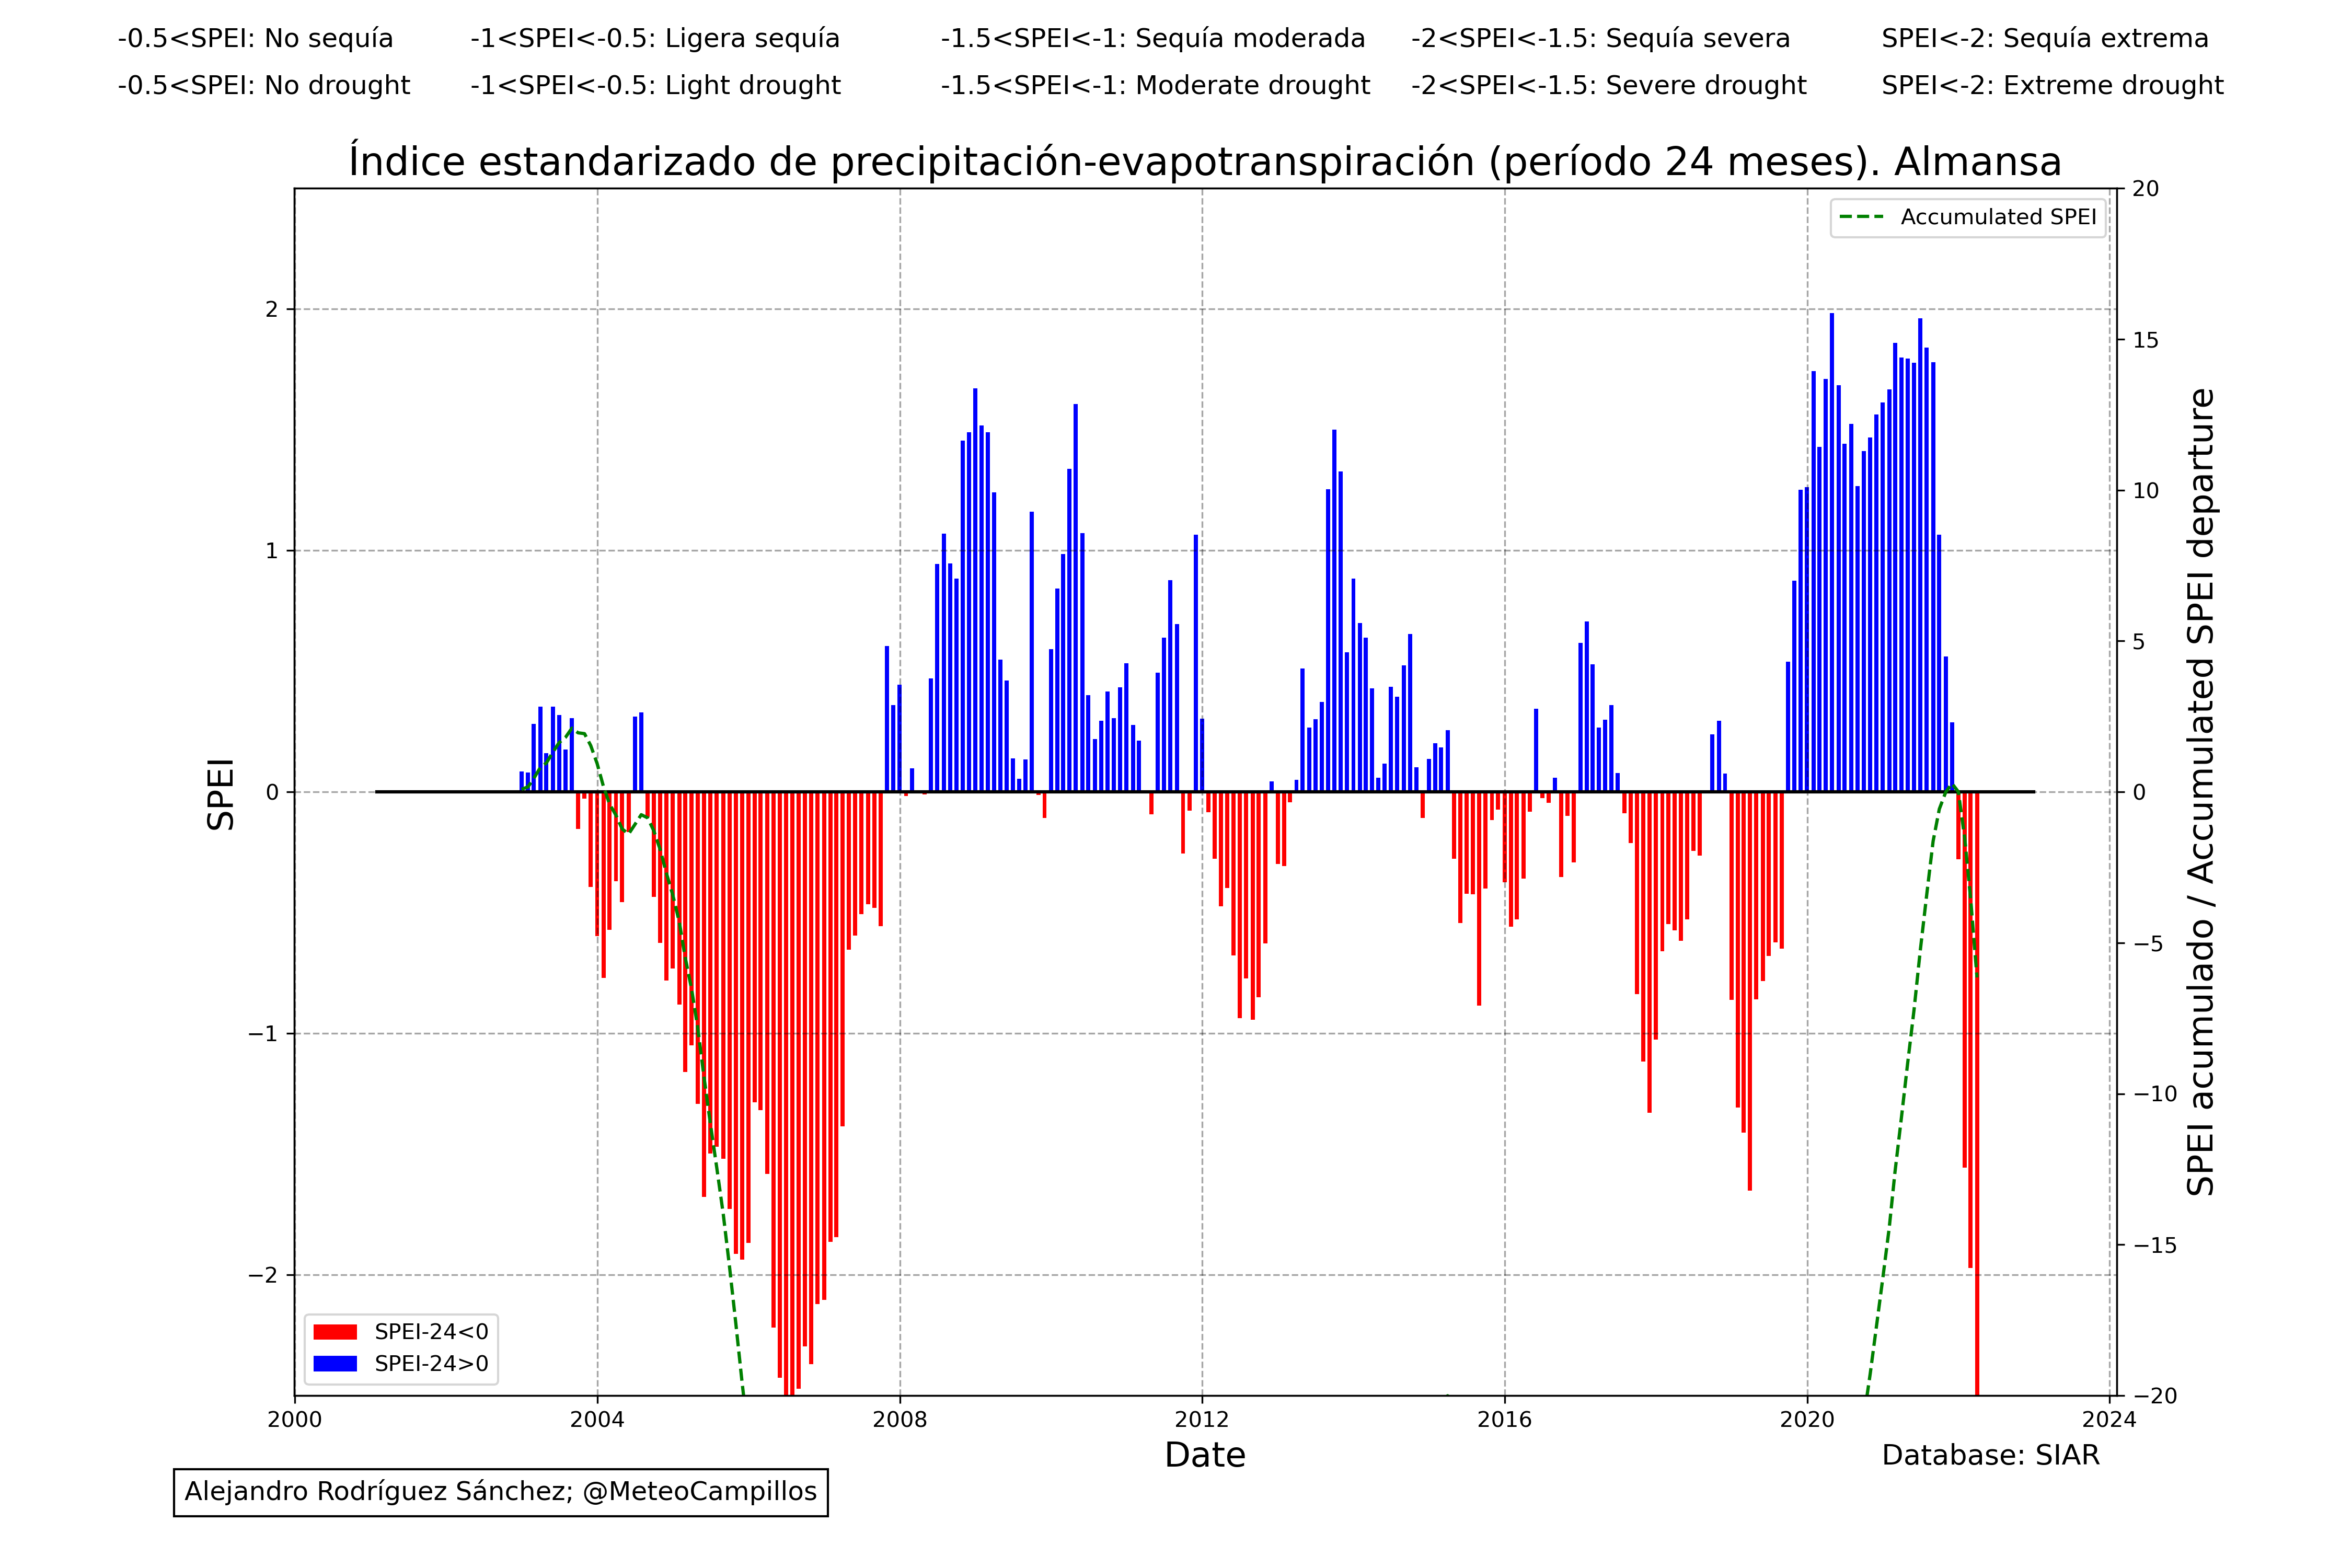 -0.5<SPEI: No sequía -1<SPEI<-0.5: Ligera sequía -1.5<SPEI<-1: Sequía moderada -2<SPEI<-1.5: Sequía severa SPEI<-2: Sequía extrema
-0.5<SPEI: No drought -1<SPEI<-0.5: Light drought -1.5<SPEI<-1: Moderate drought -2<SPEI<-1.5: Severe drought SPEI<-2: Extreme drought
Índice estandarizado de precipitación-evapotranspiración (período 24 meses). Almansa
Accumulated SPEI
SPEI
2
1
0
−1
−2
20
15
10
5
0
−5
−10
−15
−20
SPEI acumulado / Accumulated SPEI departure
SPEI-24<0
SPEI-24>0
2000 2004 2008 2012 2016 2020 2024
Date
Database: SIAR
Alejandro Rodríguez Sánchez; @MeteoCampillos